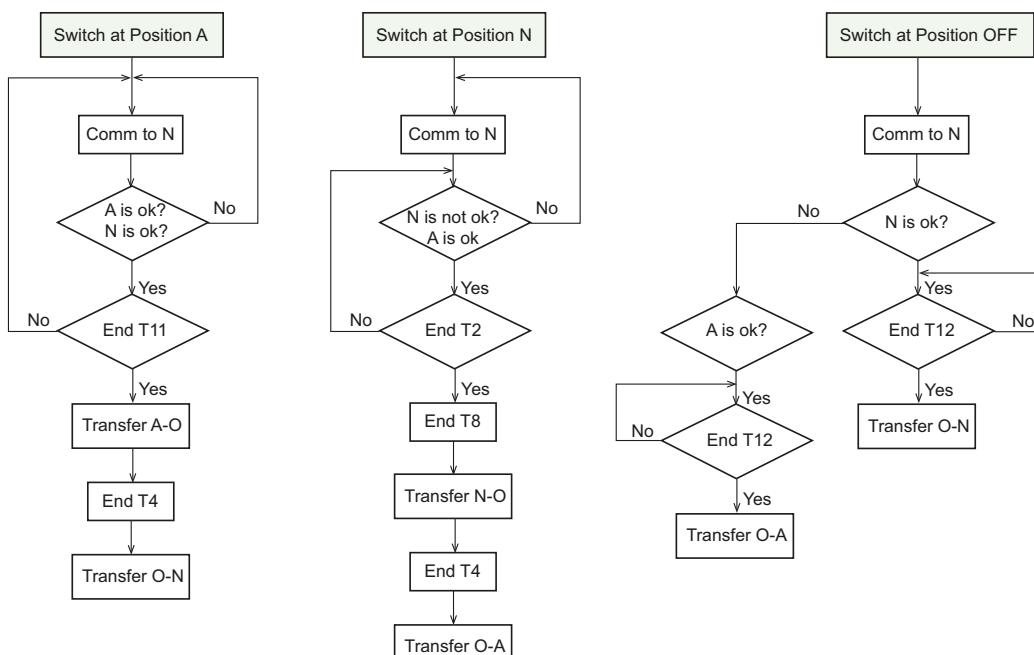 Switch at Position A
Comm to N
A is ok?
N is ok?
No
Yes
End T11
No
Yes
Transfer A-O
End T4
Transfer O-N
Switch at Position N
Comm to N
N is not ok?
A is ok
No
Yes
End T2
No
Yes
End T8
Transfer N-O
End T4
Transfer O-A
Switch at Position OFF
Comm to N
N is ok?
No
Yes
End T12
No
Yes
Transfer O-N
A is ok?
Yes
End T12
No
Yes
Transfer O-A